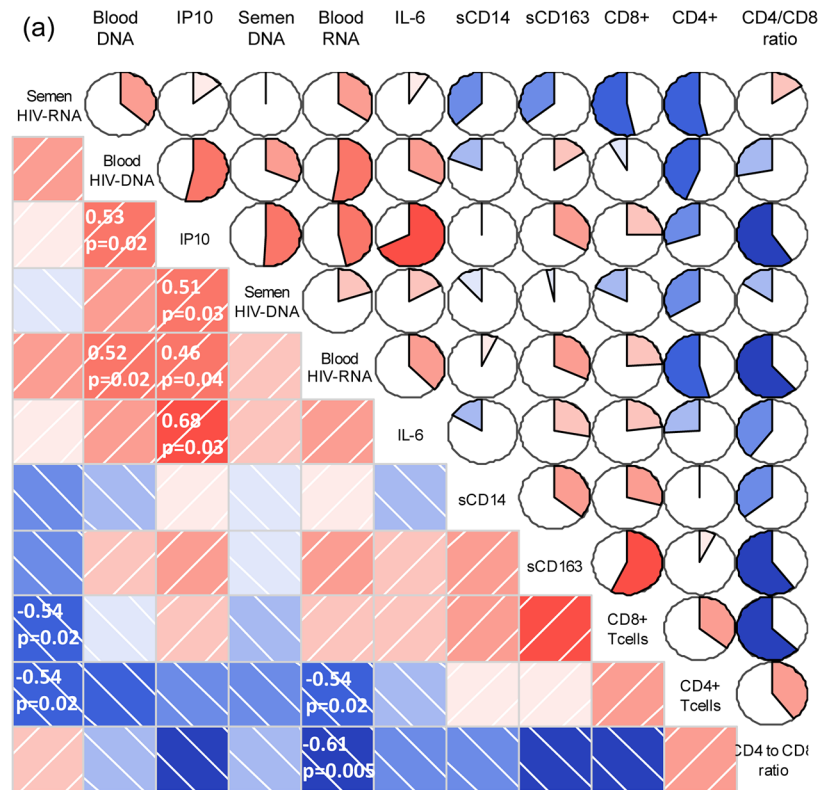 (a)
Blood DNA
IP10
Semen DNA
Blood RNA
IL-6
sCD14
sCD163
CD8+
CD4+
CD4/CD8 ratio
Semen
HIV-RNA
Blood
HIV-DNA
0.53
p=0.02
IP10
0.51
p=0.03
Semen
HIV-DNA
0.52
p=0.02
0.46
p=0.04
Blood
HIV-RNA
0.68
p=0.03
IL-6
sCD14
sCD163
-0.54
p=0.02
CD8+
Tcells
-0.54
p=0.02
-0.54
p=0.02
CD4+
Tcells
-0.61
p=0.005
CD4 to CD8
ratio